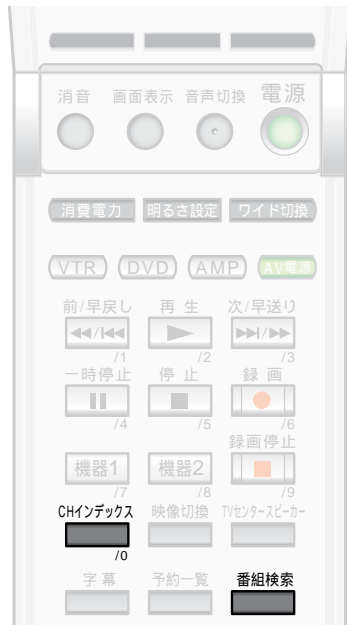 消音 画面表示 音声切換 電源
消費電力 明るさ設定 ワイド切換
VTR DVD AMP AV電源
前/早戻し 再生 次/早送り
/1 /2 /3
一時停止 停止 録画
/4 /5 /6
録画停止
機器1 機器2
/7 /8 /9
CHインデックス 映像切換 TVセンタースピーカー
/0
字幕 予約一覧 番組検索